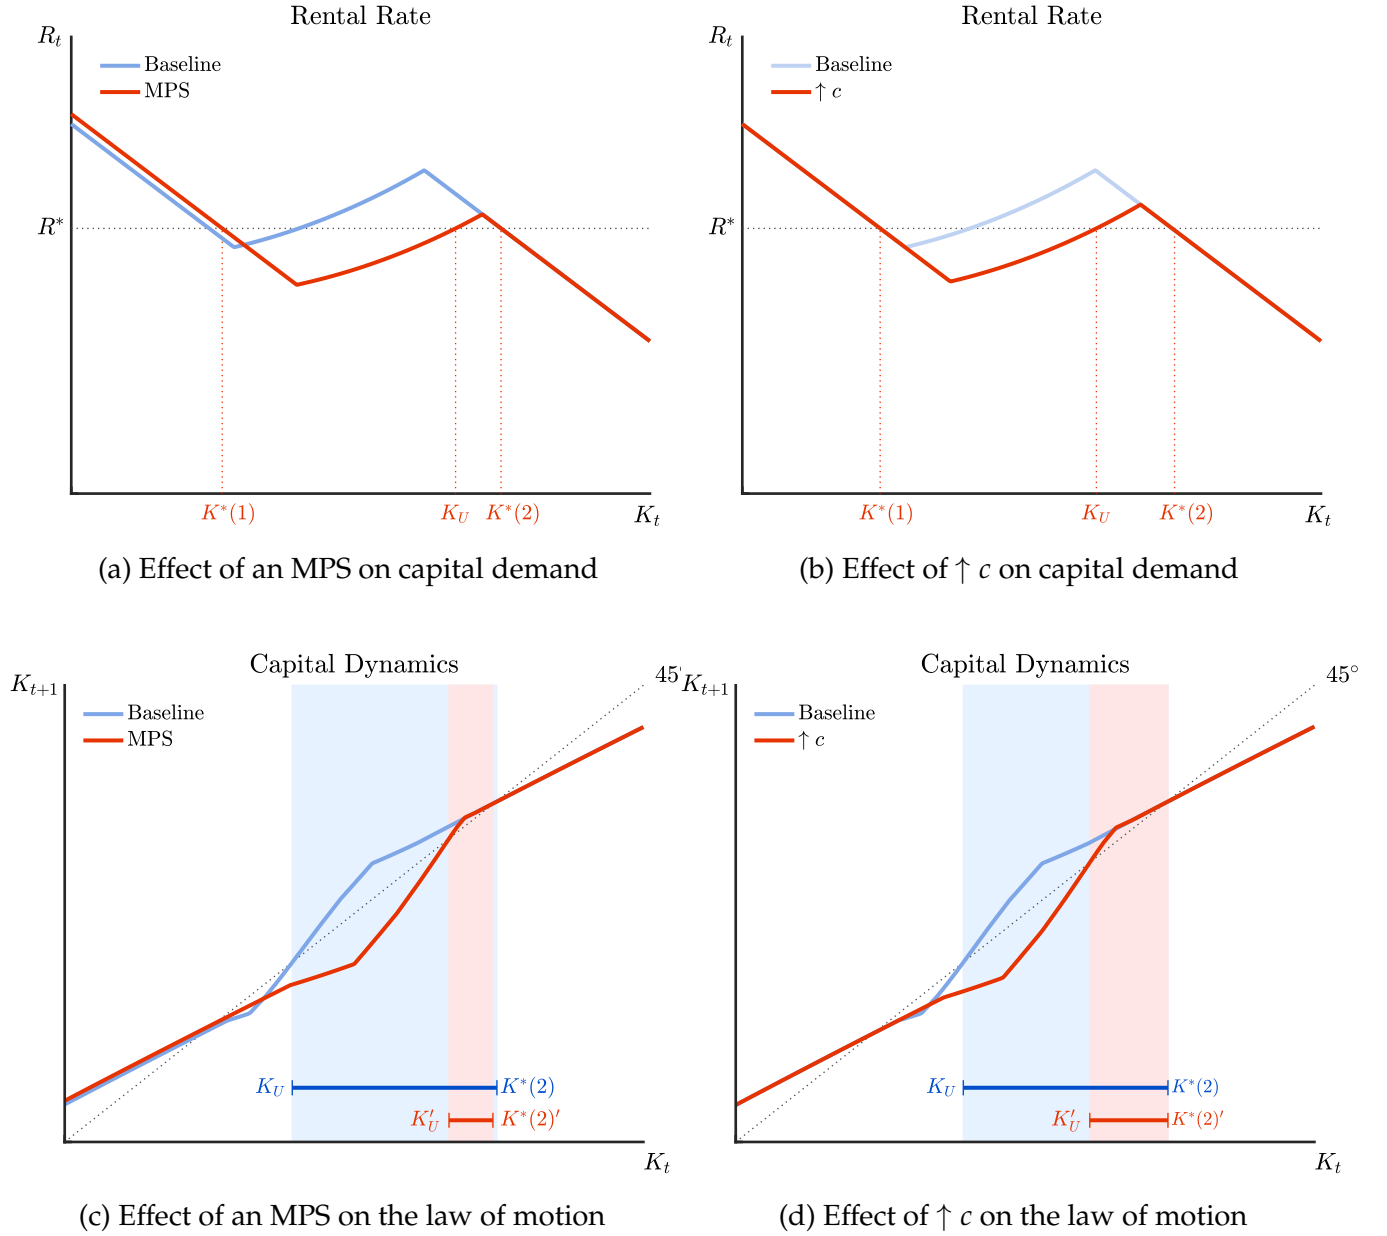 Rental Rate
R_t
Baseline
MPS
R*
K*(1)
K_U
K*(2)
K_t
(a) Effect of an MPS on capital demand
Rental Rate
R_t
Baseline
↑ c
R*
K*(1)
K_U
K*(2)
K_t
(b) Effect of ↑ c on capital demand
Capital Dynamics
K_{t+1}
45°
Baseline
MPS
K_U
K*(2)
K'_U
K*(2)'
K_t
(c) Effect of an MPS on the law of motion
Capital Dynamics
K_{t+1}
45°
Baseline
↑ c
K_U
K*(2)
K'_U
K*(2)'
K_t
(d) Effect of ↑ c on the law of motion